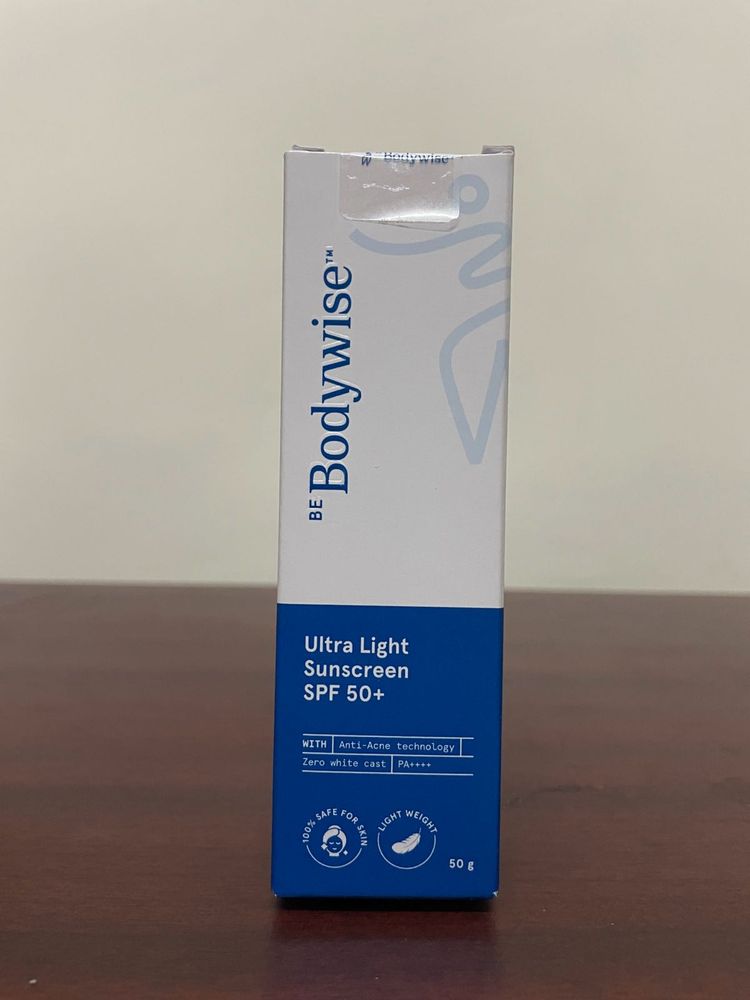 Bodywise
BE Bodywise™
Ultra Light
Sunscreen
SPF 50+
WITH Anti-Acne technology
Zero white cast PA++++
100% SAFE FOR SKIN
LIGHT WEIGHT
50 g